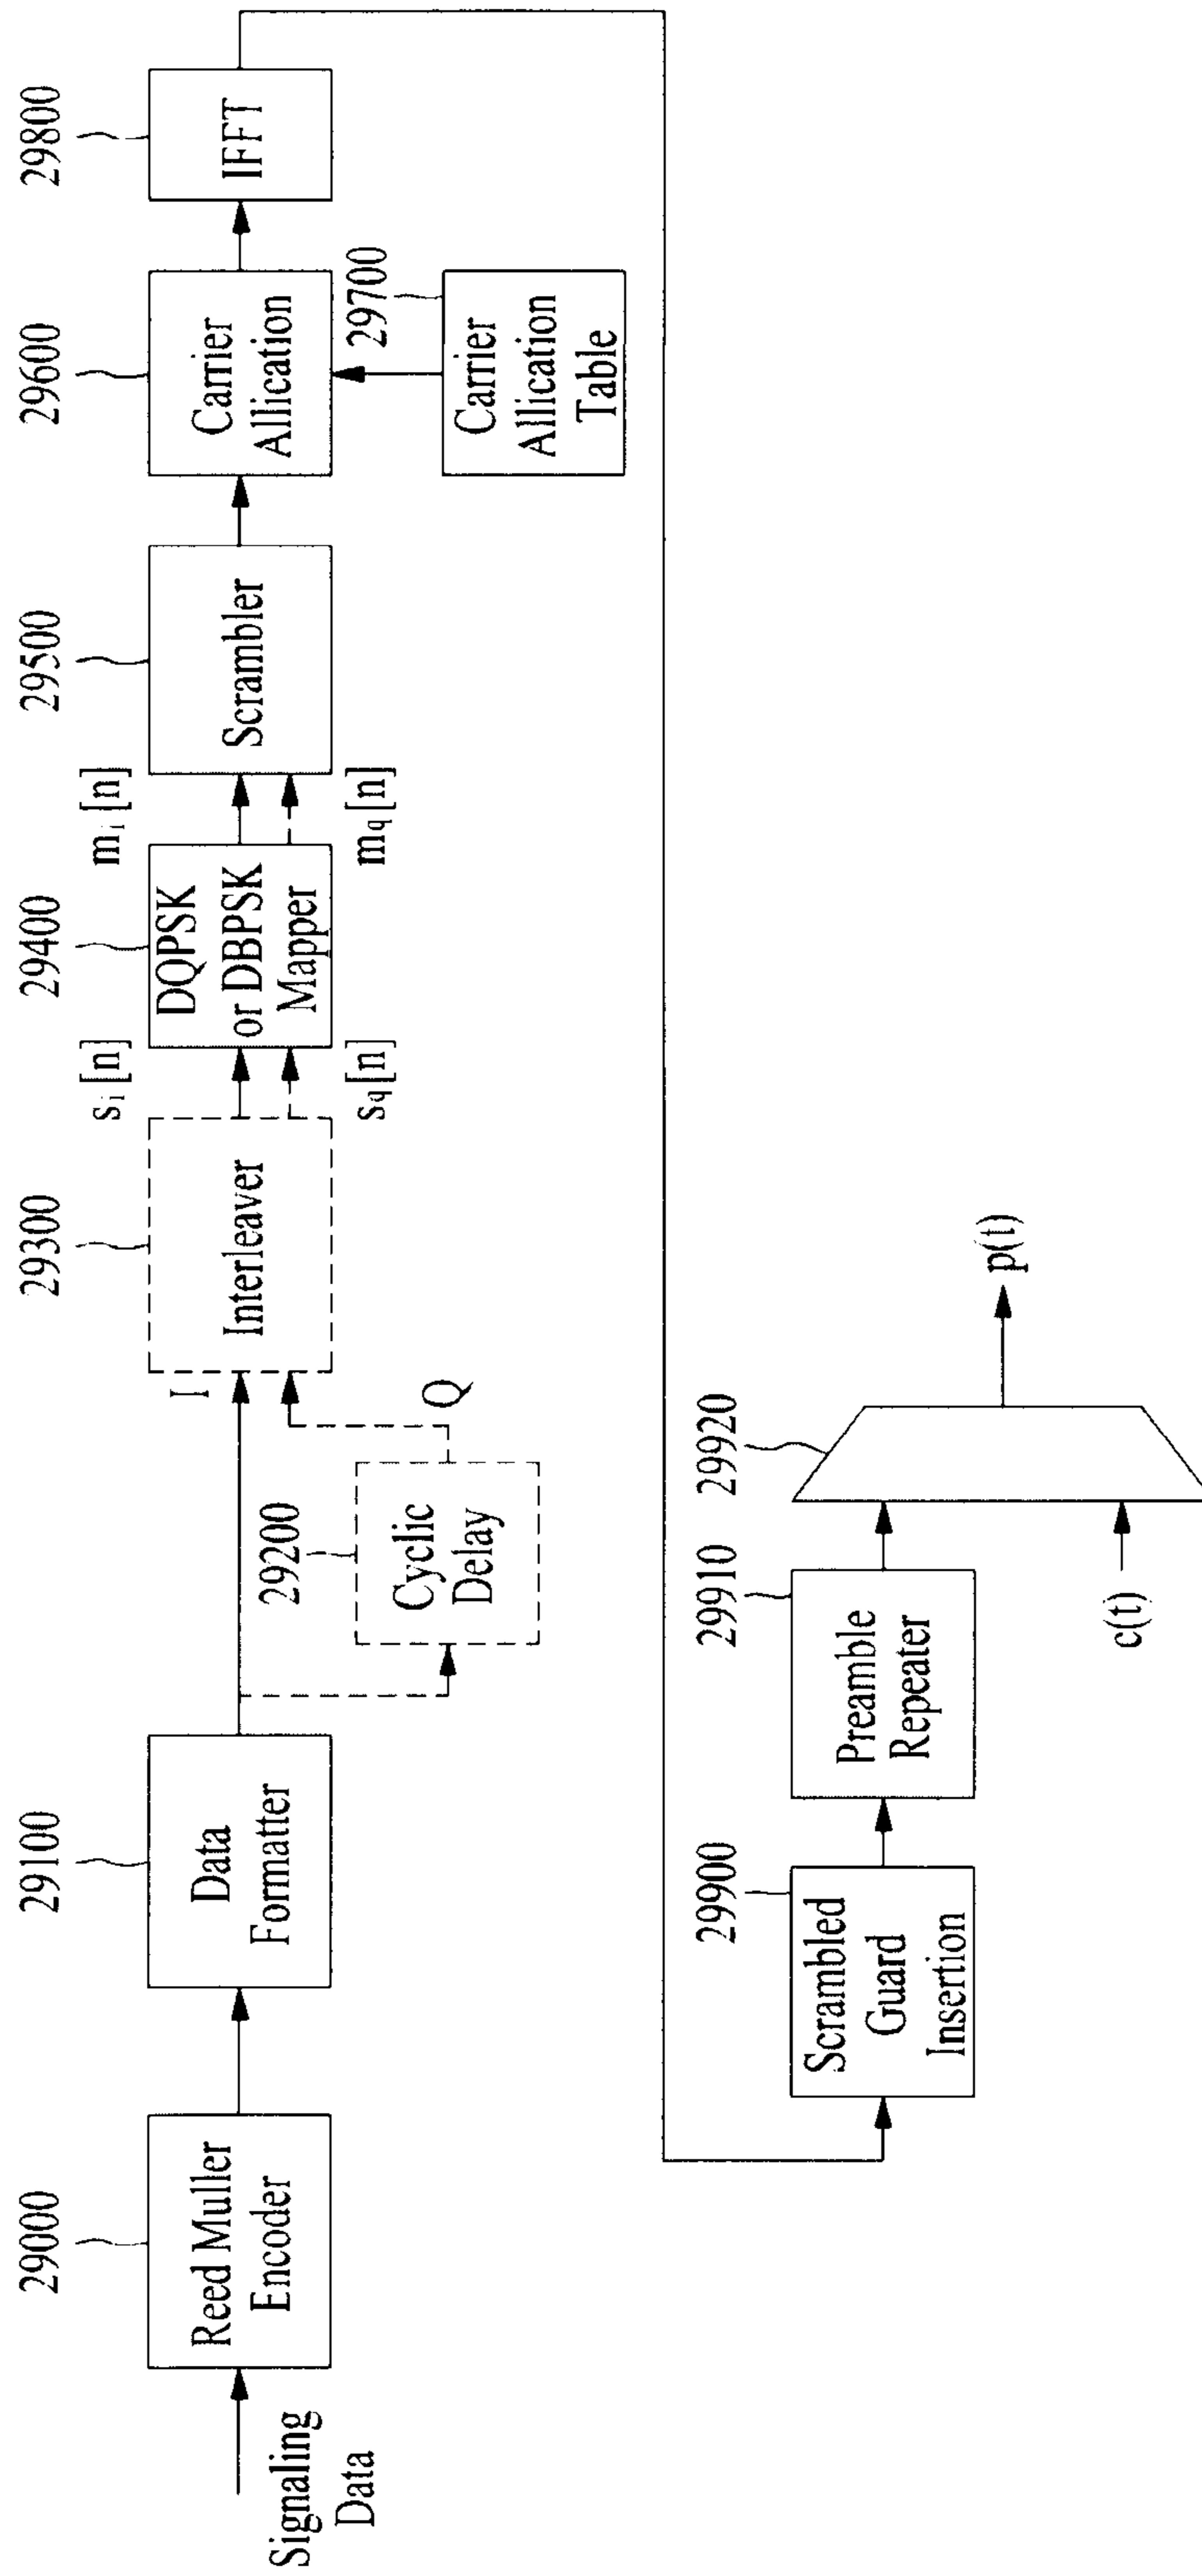 29000
Signaling
Data
Reed Muller
Encoder
29100
Data
Formatter
29200
Cyclic
Delay
I
Q
29300
Interleaver
si[n]
sq[n]
29400
DQPSK
or DBPSK
Mapper
mi[n]
mq[n]
29500
Scrambler
29600
Carrier
Allication
29700
Carrier
Allication
Table
29800
IFFT
29900
Scrambled
Guard
Insertion
29910
Preamble
Repeater
29920
c(t)
p(t)